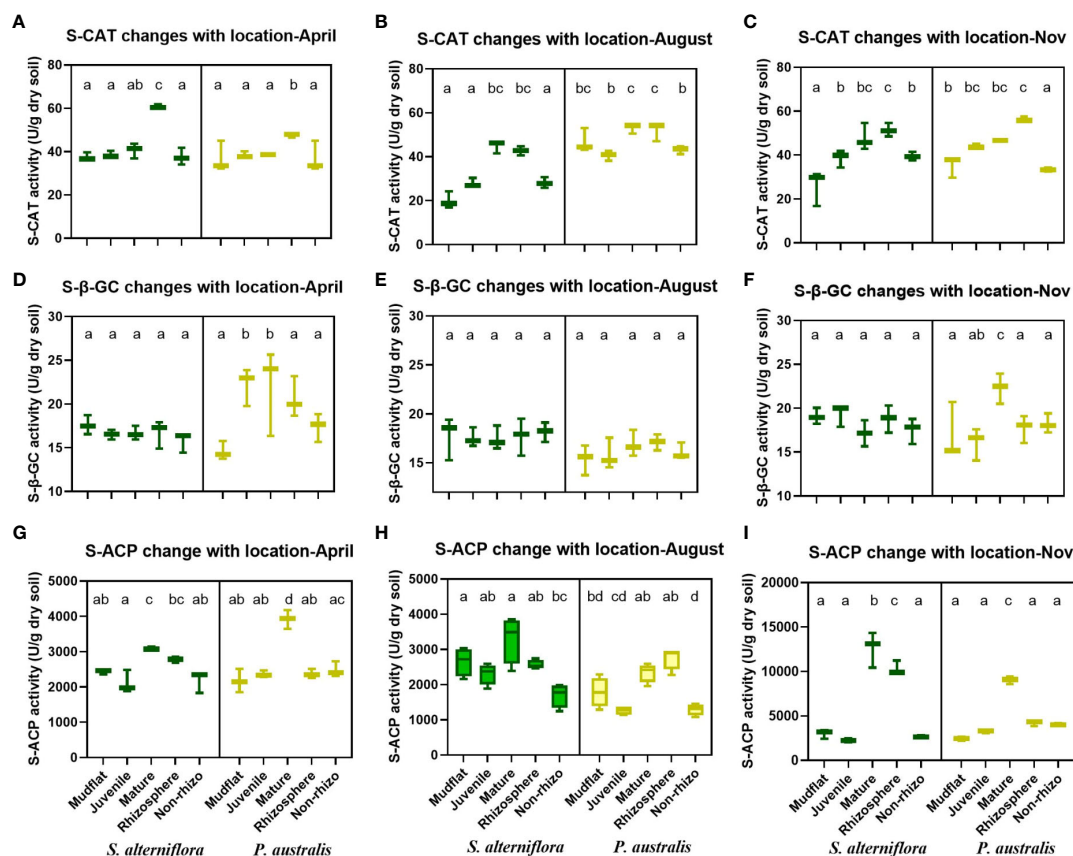 A
S-CAT changes with location-April
a a ab c a a a a b a
S-CAT activity (U/g dry soil)
80
60
40
20
0
B
S-CAT changes with location-August
a a bc bc a bc b c c b
S-CAT activity (U/g dry soil)
80
60
40
20
0
C
S-CAT changes with location-Nov
a b bc c b b bc bc c a
S-CAT activity (U/g dry soil)
80
60
40
20
0
D
S-β-GC changes with location-April
a a a a a a b b a a
S-β-GC activity (U/g dry soil)
30
25
20
15
10
E
S-β-GC changes with location-August
a a a a a a a a a a
S-β-GC activity (U/g dry soil)
30
25
20
15
F
S-β-GC changes with location-Nov
a a a a a a ab c a a
S-β-GC activity (U/g dry soil)
30
25
20
15
10
G
S-ACP change with location-April
ab a c bc ab ab ab d ab ac
S-ACP activity (U/g dry soil)
5000
4000
3000
2000
1000
0
Mudflat
Juvenile
Mature
Rhizosphere
Non-rhizo
Mudflat
Juvenile
Mature
Rhizosphere
Non-rhizo
S. alterniflora
P. australis
H
S-ACP change with location-August
a ab a ab bc bd cd ab ab d
S-ACP activity (U/g dry soil)
5000
4000
3000
2000
1000
0
Mudflat
Juvenile
Mature
Rhizosphere
Non-rhizo
Mudflat
Juvenile
Mature
Rhizosphere
Non-rhizo
S. alterniflora
P. australis
I
S-ACP change with location-Nov
a a b c a a a c a a
S-ACP activity (U/g dry soil)
20000
15000
10000
5000
0
Mudflat
Juvenile
Mature
Rhizosphere
Non-rhizo
Mudflat
Juvenile
Mature
Rhizosphere
Non-rhizo
S. alterniflora
P. australis